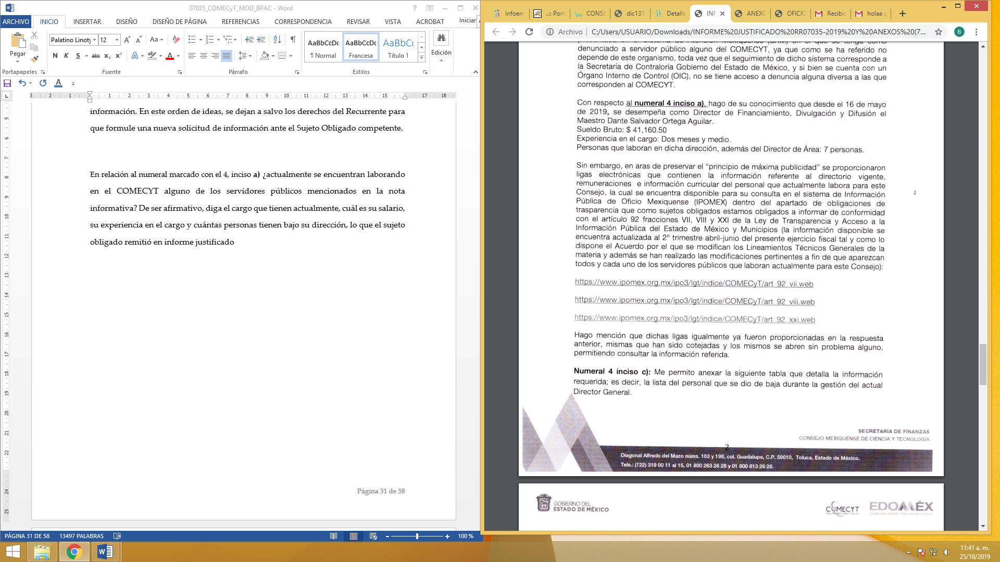 07035_COMECyT_MOD_BPAC - Word
ARCHIVO INICIO INSERTAR DISEÑO DISEÑO DE PÁGINA REFERENCIAS CORRESPONDENCIA REVISAR VISTA ACROBAT Iniciar
Palatino Linoty 12
Pegar
N K S abc x₂ x²
AaBbCcDc AaBbCcDc AaBbCc
¶ Normal Francesa Título 1
Edición
Portapapeles Fuente Párrafo Estilos
información. En este orden de ideas, se dejan a salvo los derechos del Recurrente para
que formule una nueva solicitud de información ante el Sujeto Obligado competente.
En relación al numeral marcado con el 4, inciso a) ¿actualmente se encuentran laborando
en el COMECYT alguno de los servidores públicos mencionados en la nota
informativa? De ser afirmativo, diga el cargo que tienen actualmente, cuál es su salario,
su experiencia en el cargo y cuántas personas tienen bajo su dirección, lo que el sujeto
obligado remitió en informe justificado
Página 31 de 58
PÁGINA 31 DE 58 13497 PALABRAS 100 %
Infoem ..:: Port CONSE dic131 Detalle INF ANEXO OFICIO Recibid holaa p
Archivo C:/Users/USUARIO/Downloads/INFORME%20JUSTIFICADO%20RR07035-2019%20Y%20ANEXOS%20(7...
B
denunciado a servidor público alguno del COMECYT, ya que como se ha referido no
depende de este organismo, toda vez que el seguimiento de dicho sistema corresponde a
la Secretaría de Contraloría Gobierno del Estado de México, y si bien se cuenta con un
Órgano Interno de Control (OIC), no se tiene acceso a denuncia alguna diversa a las que
corresponden al COMECYT.
Con respecto al numeral 4 inciso a), hago de su conocimiento que desde el 16 de mayo
de 2019, se desempeña como Director de Financiamiento, Divulgación y Difusión el
Maestro Dante Salvador Ortega Aguilar.
Sueldo Bruto: $ 41,160.50
Experiencia en el cargo: Dos meses y medio.
Personas que laboran en dicha dirección, además del Director de Área: 7 personas.
Sin embargo, en aras de preservar el “principio de máxima publicidad” se proporcionaron
ligas electrónicas que contienen la información referente al directorio vigente,
remuneraciones e información curricular del personal que actualmente labora para este
Consejo, la cual se encuentra disponible para su consulta en el sistema de Información
Pública de Oficio Mexiquense (IPOMEX) dentro del apartado de obligaciones de
trasparencia que como sujetos obligados estamos obligados a informar de conformidad
con el artículo 92 fracciones VII, VIII y XXI de la Ley de Transparencia y Acceso a la
Información Pública del Estado de México y Municipios (la información disponible se
encuentra actualizada al 2º trimestre abril-junio del presente ejercicio fiscal tal y como lo
dispone el Acuerdo por el que se modifican los Lineamientos Técnicos Generales de la
materia y además se han realizado las modificaciones pertinentes a fin de que aparezcan
todos y cada uno de los servidores públicos que laboran actualmente para este Consejo):
2
https://www.ipomex.org.mx/ipo3/lgt/indice/COMECyT/art_92_vii.web
https://www.ipomex.org.mx/ipo3/lgt/indice/COMECyT/art_92_viii.web
https://www.ipomex.org.mx/ipo3/lgt/indice/COMECyT/art_92_xxi.web
Hago mención que dichas ligas igualmente ya fueron proporcionadas en la respuesta
anterior, mismas que han sido cotejadas y los mismos se abren sin problema alguno,
permitiendo consultar la información referida.
Numeral 4 inciso c): Me permito anexar la siguiente tabla que detalla la información
requerida; es decir, la lista del personal que se dio de baja durante la gestión del actual
Director General.
SECRETARÍA DE FINANZAS
CONSEJO MEXIQUENSE DE CIENCIA Y TECNOLOGÍA
2
Diagonal Alfredo del Mazo núms. 103 y 198, col. Guadalupe, C.P. 50010, Toluca, Estado de México.
Tels.: (722) 319 00 11 al 15, 01 800 263 26 28 y 01 800 813 26 28.
GOBIERNO DEL
ESTADO DE MÉXICO
COMECYT
EDOMÉX
11:41 a. m.
25/10/2019